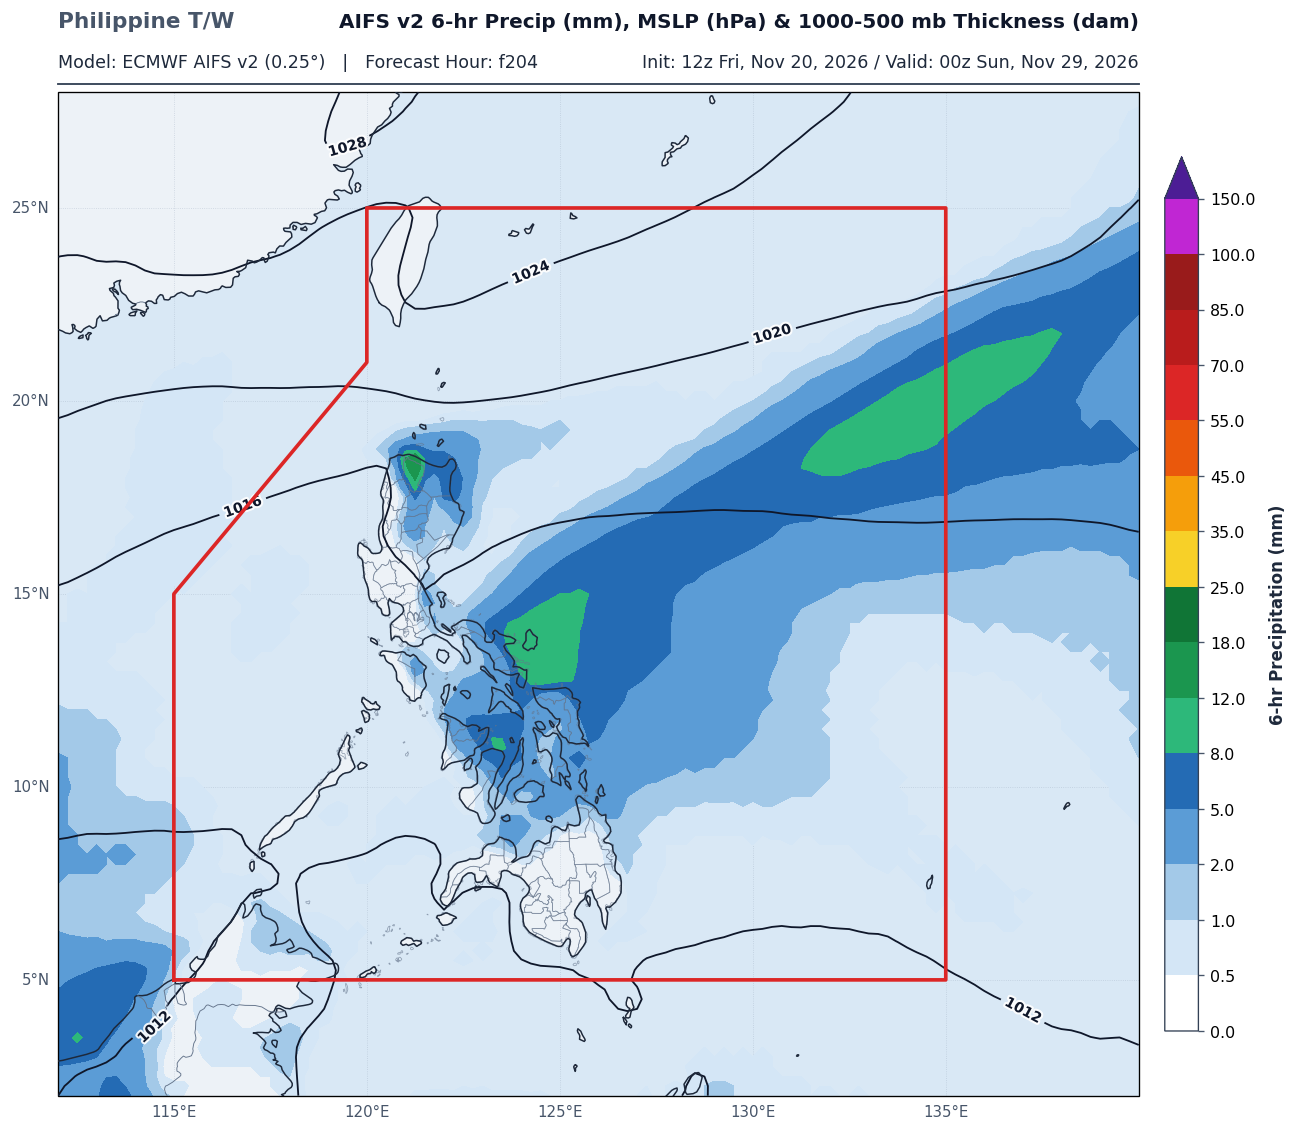 Philippine T/W
AIFS v2 6-hr Precip (mm), MSLP (hPa) & 1000-500 mb Thickness (dam)
Model: ECMWF AIFS v2 (0.25°) | Forecast Hour: f204
Init: 12z Fri, Nov 20, 2026 / Valid: 00z Sun, Nov 29, 2026
1028
25°N
1024
1020
20°N
1016
15°N
10°N
5°N
1012
1012
115°E
120°E
125°E
130°E
135°E
150.0
100.0
85.0
70.0
55.0
45.0
35.0
25.0
18.0
12.0
8.0
5.0
2.0
1.0
0.5
0.0
6-hr Precipitation (mm)